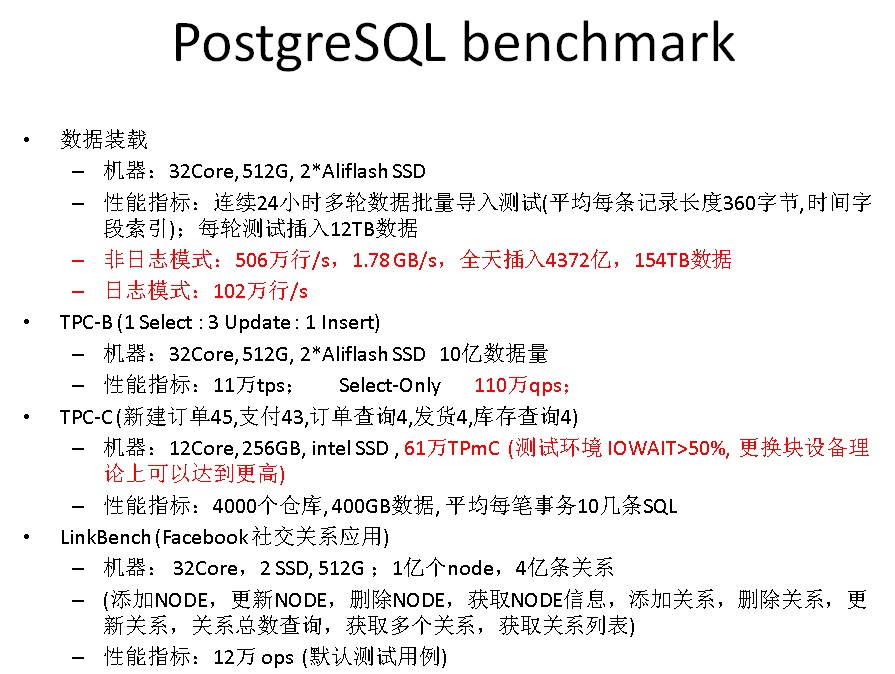 PostgreSQL benchmark
• 数据装载
– 机器：32Core, 512G, 2*Aliflash SSD
– 性能指标：连续24小时多轮数据批量导入测试(平均每条记录长度360字节, 时间字
段索引)；每轮测试插入12TB数据
– 非日志模式：506万行/s，1.78 GB/s，全天插入4372亿，154TB数据
– 日志模式：102万行/s
• TPC-B (1 Select : 3 Update : 1 Insert)
– 机器：32Core, 512G, 2*Aliflash SSD 10亿数据量
– 性能指标：11万tps； Select-Only 110万qps；
• TPC-C (新建订单45,支付43,订单查询4,发货4,库存查询4)
– 机器：12Core, 256GB, intel SSD , 61万TPmC (测试环境 IOWAIT>50%, 更换块设备理
论上可以达到更高)
– 性能指标：4000个仓库, 400GB数据, 平均每笔事务10几条SQL
• LinkBench (Facebook 社交关系应用)
– 机器： 32Core，2 SSD, 512G ；1亿个node，4亿条关系
– (添加NODE，更新NODE，删除NODE，获取NODE信息，添加关系，删除关系，更
新关系，关系总数查询，获取多个关系，获取关系列表)
– 性能指标：12万 ops (默认测试用例)